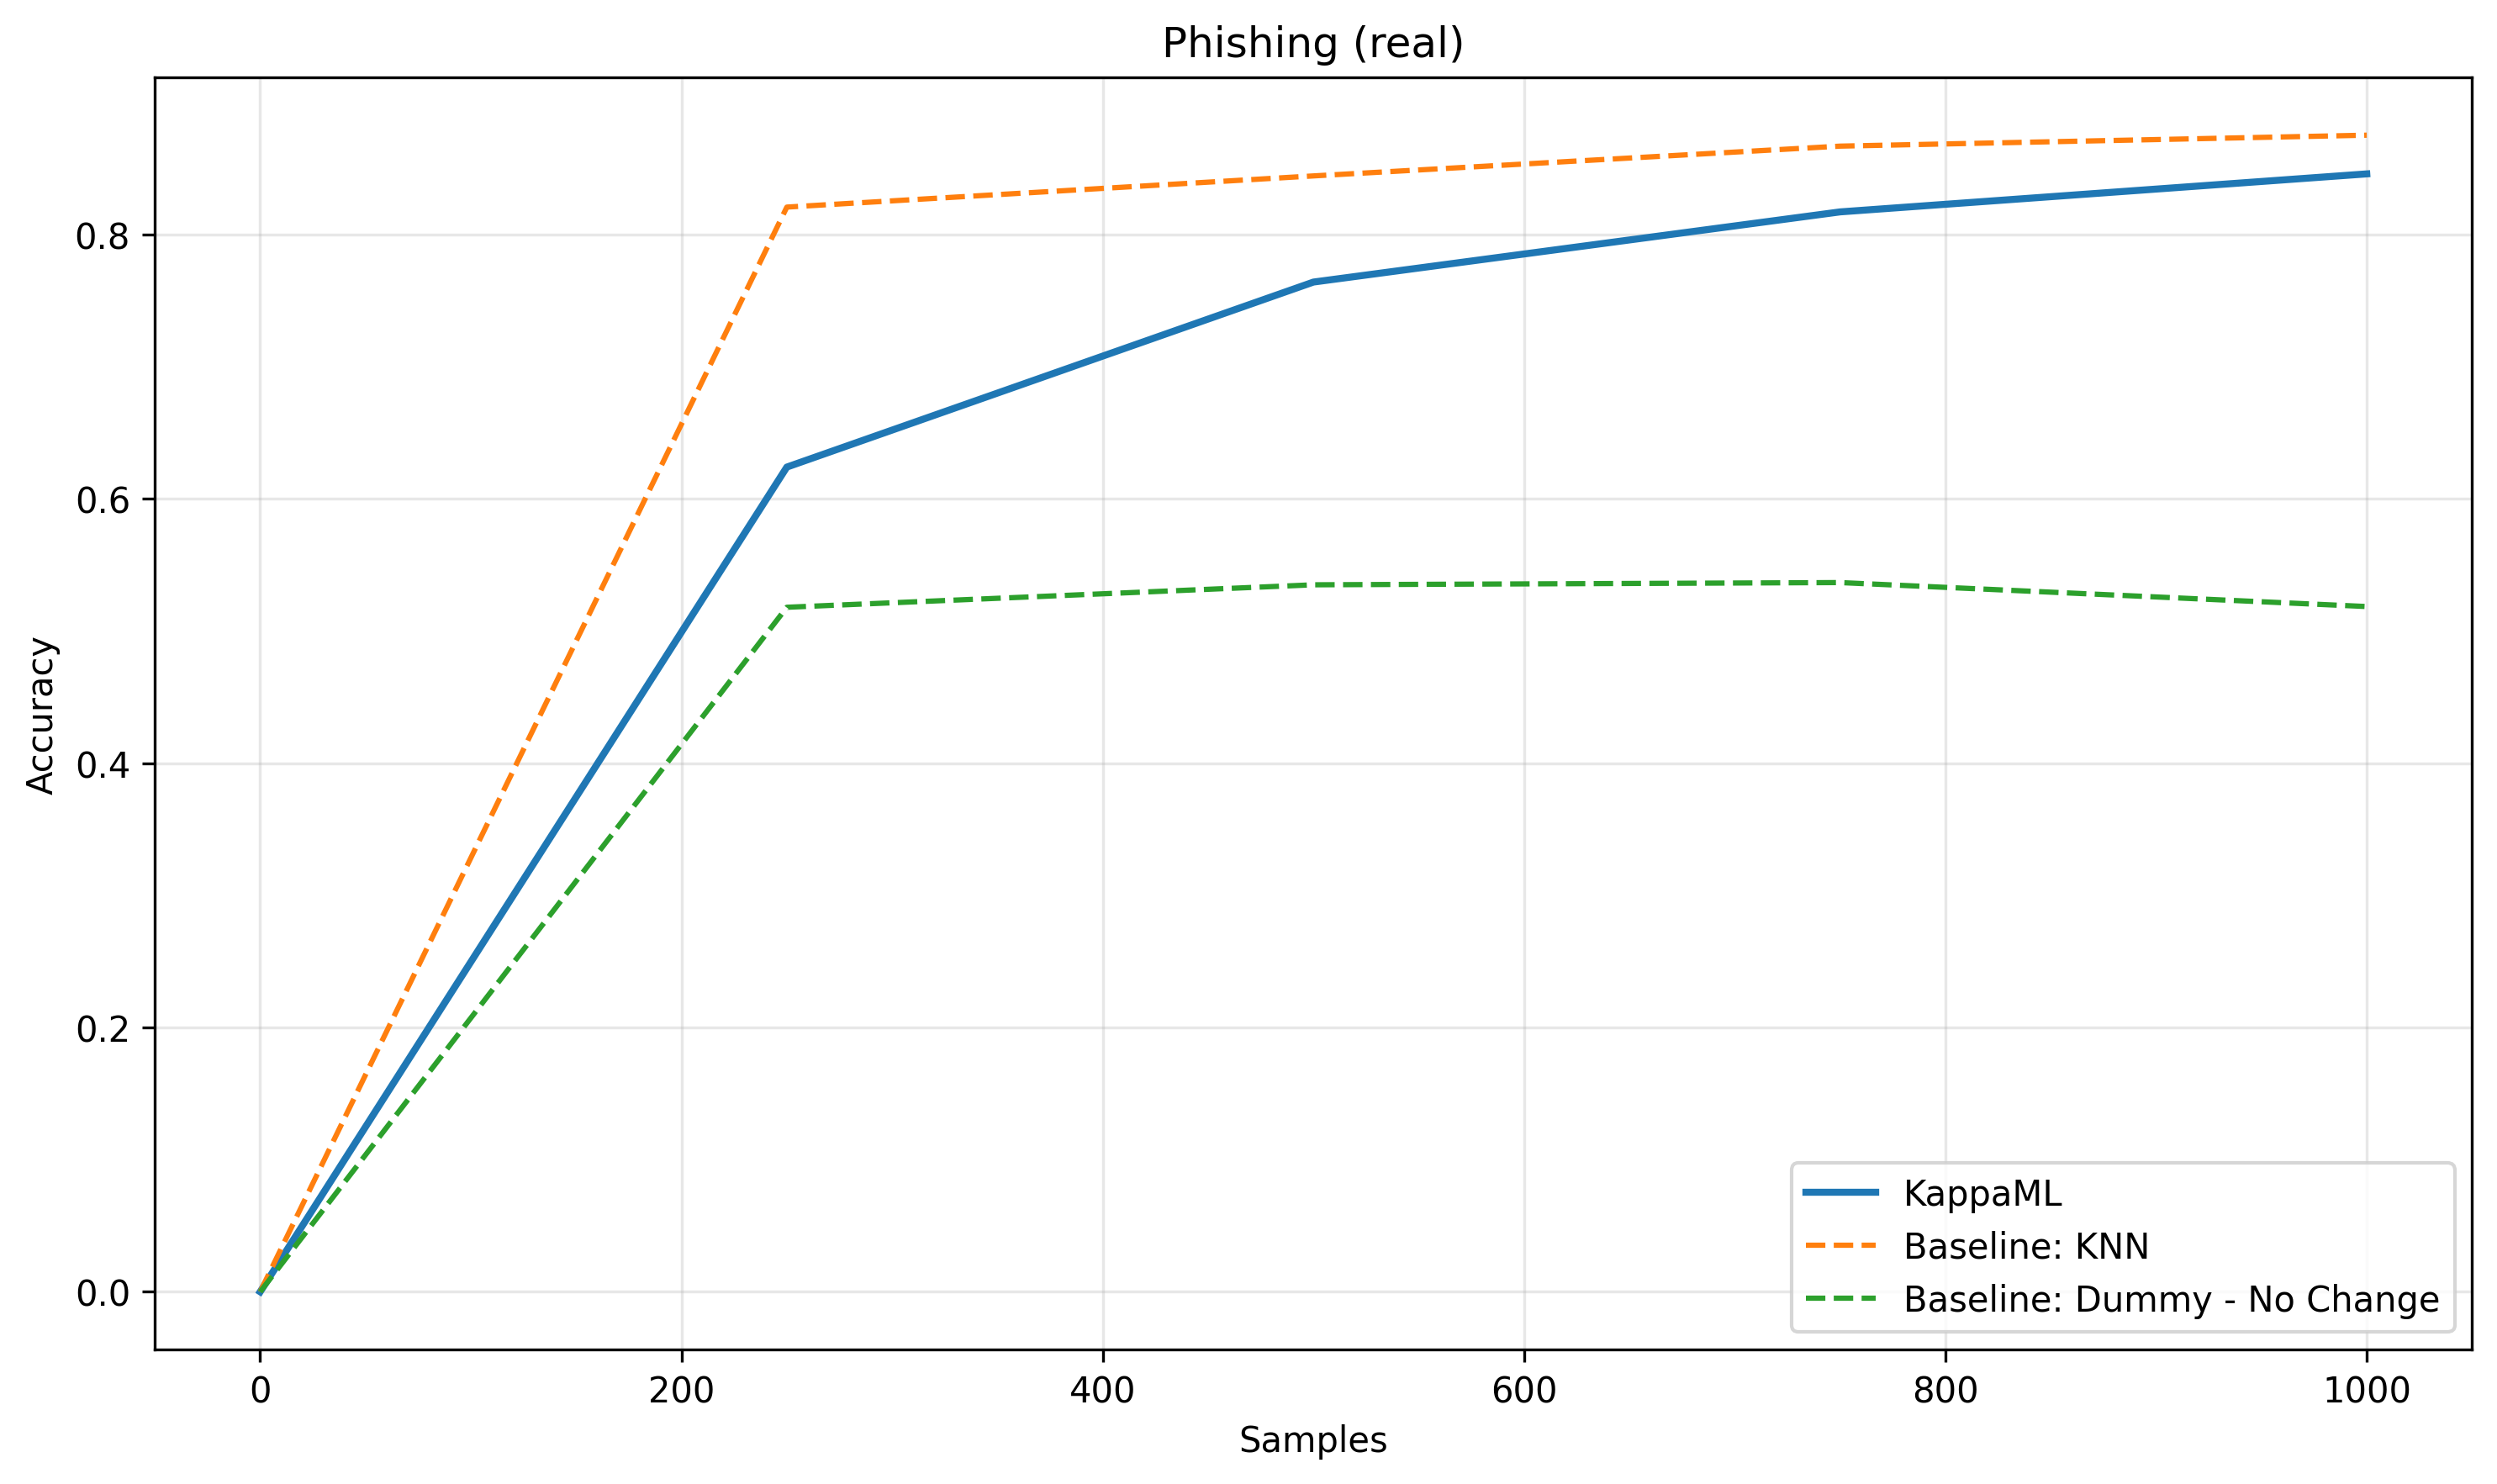 Phishing (real)
0.8
0.6
0.4
0.2
0.0
Accuracy
KappaML
Baseline: KNN
Baseline: Dummy - No Change
0 200 400 600 800 1000
Samples